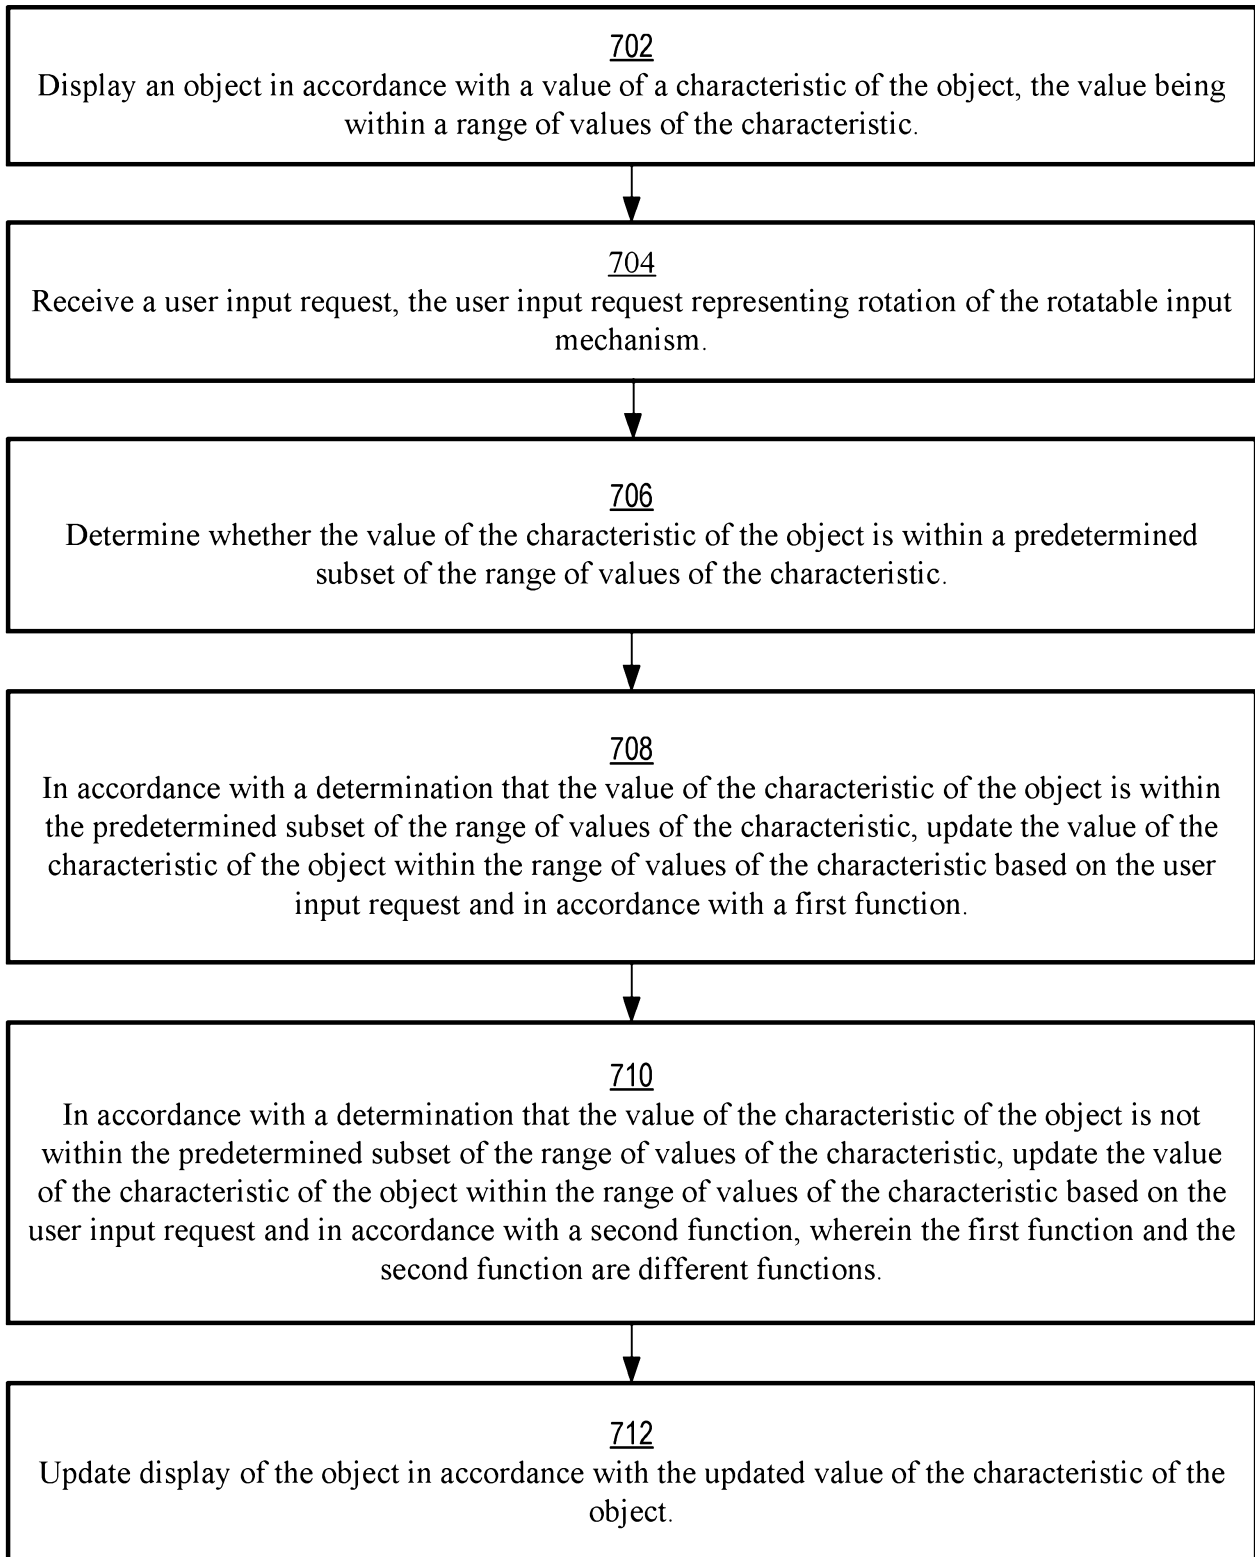 702
Display an object in accordance with a value of a characteristic of the object, the value being
within a range of values of the characteristic.
704
Receive a user input request, the user input request representing rotation of the rotatable input
mechanism.
706
Determine whether the value of the characteristic of the object is within a predetermined
subset of the range of values of the characteristic.
708
In accordance with a determination that the value of the characteristic of the object is within
the predetermined subset of the range of values of the characteristic, update the value of the
characteristic of the object within the range of values of the characteristic based on the user
input request and in accordance with a first function.
710
In accordance with a determination that the value of the characteristic of the object is not
within the predetermined subset of the range of values of the characteristic, update the value
of the characteristic of the object within the range of values of the characteristic based on the
user input request and in accordance with a second function, wherein the first function and the
second function are different functions.
712
Update display of the object in accordance with the updated value of the characteristic of the
object.